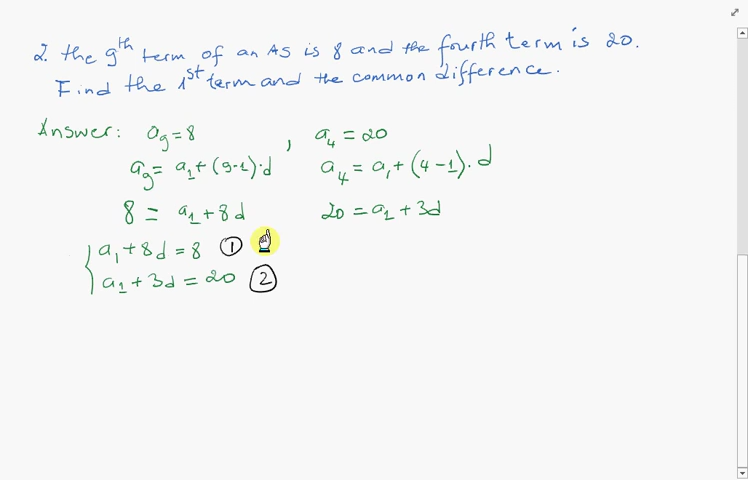 2. the 9th term of an AS is 8 and the fourth term is 20.
Find the 1st term and the common difference.
Answer: a9 = 8 , a4 = 20
a9 = a1 + (9-1)·d a4 = a1 + (4-1)·d
8 = a1 + 8d 20 = a1 + 3d
a1 + 8d = 8 1
a1 + 3d = 20 2